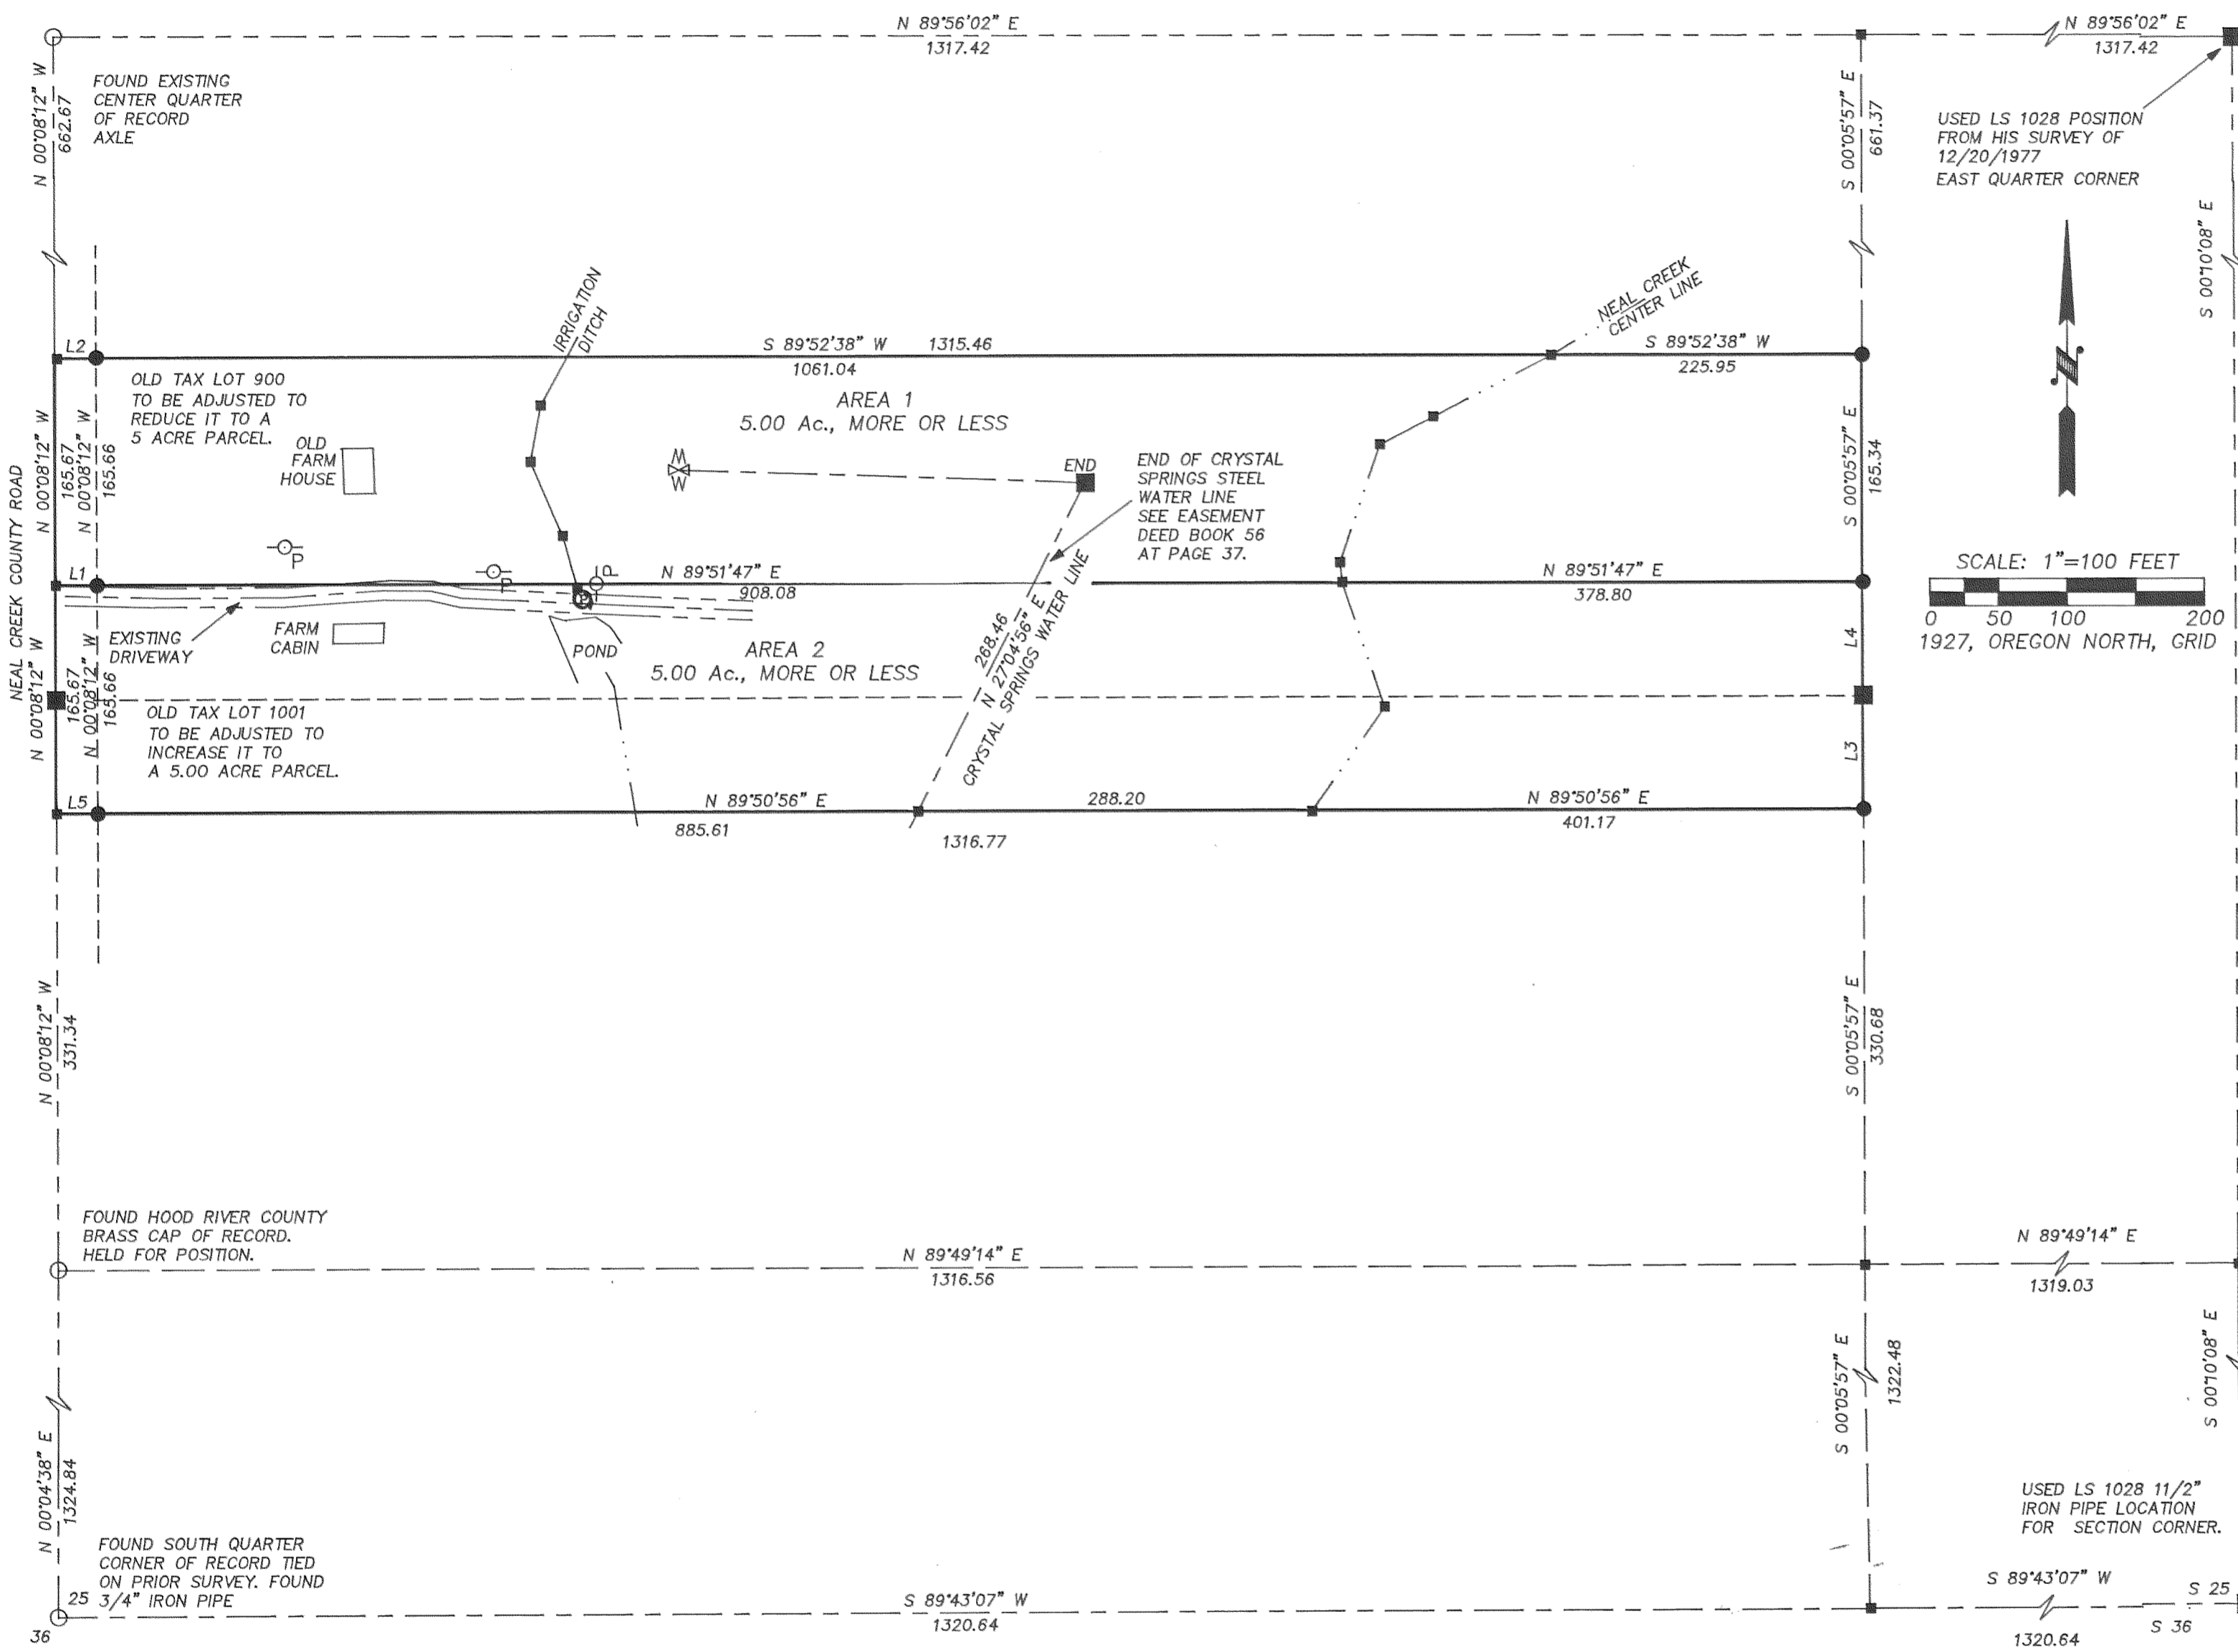 N 89°56'02" E
1317.42
N 89°56'02" E
1317.42
N 00°08'12" W
662.67
FOUND EXISTING
CENTER QUARTER
OF RECORD
AXLE
S 00°05'57" E
661.37
USED LS 1028 POSITION
FROM HIS SURVEY OF
12/20/1977
EAST QUARTER CORNER
S 00°10'08" E
IRRIGATION
DITCH
NEAL CREEK
CENTER LINE
L2
S 89°52'38" W 1315.46
1061.04
S 89°52'38" W
225.95
OLD TAX LOT 900
TO BE ADJUSTED TO
REDUCE IT TO A
5 ACRE PARCEL.
AREA 1
5.00 Ac., MORE OR LESS
OLD
FARM
HOUSE
N 00°08'12" W
165.67
N 00°08'12" W
165.66
S 00°05'57" E
165.34
W
W
END
END OF CRYSTAL
SPRINGS STEEL
WATER LINE
SEE EASEMENT
DEED BOOK 56
AT PAGE 37.
NEAL CREEK COUNTY ROAD
P
P
P
P
L1
N 89°51'47" E
908.08
N 89°51'47" E
378.80
SCALE: 1"=100 FEET
0 50 100 200
1927, OREGON NORTH, GRID
EXISTING
DRIVEWAY
FARM
CABIN
POND
AREA 2
5.00 Ac., MORE OR LESS
268.46
N 27°04'56" E
CRYSTAL SPRINGS WATER LINE
L4
N 00°08'12" W
165.67
N 00°08'12" W
165.66
OLD TAX LOT 1001
TO BE ADJUSTED TO
INCREASE IT TO
A 5.00 ACRE PARCEL.
L3
L5
N 89°50'56" E
885.61
288.20
1316.77
N 89°50'56" E
401.17
N 00°08'12" W
331.34
S 00°05'57" E
330.68
FOUND HOOD RIVER COUNTY
BRASS CAP OF RECORD.
HELD FOR POSITION.
N 89°49'14" E
1316.56
N 89°49'14" E
1319.03
S 00°05'57" E
1322.48
S 00°10'08" E
N 00°04'38" E
1324.84
USED LS 1028 11/2"
IRON PIPE LOCATION
FOR SECTION CORNER.
FOUND SOUTH QUARTER
CORNER OF RECORD TIED
ON PRIOR SURVEY. FOUND
3/4" IRON PIPE
25
36
S 89°43'07" W
1320.64
S 89°43'07" W
1320.64
S 25
S 36